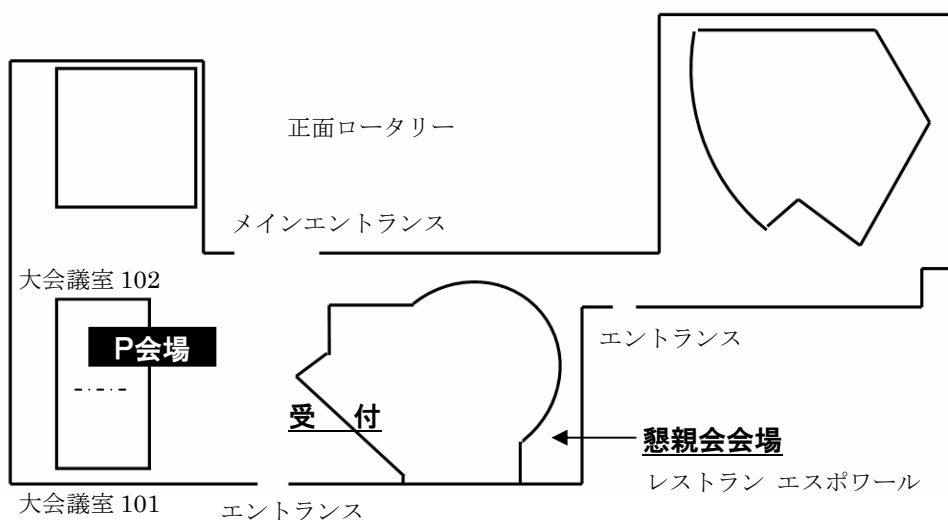 正面ロータリー
メインエントランス
大会議室 102
エントランス
P会場
受　付
懇親会会場
レストラン エスポワール
大会議室 101
エントランス